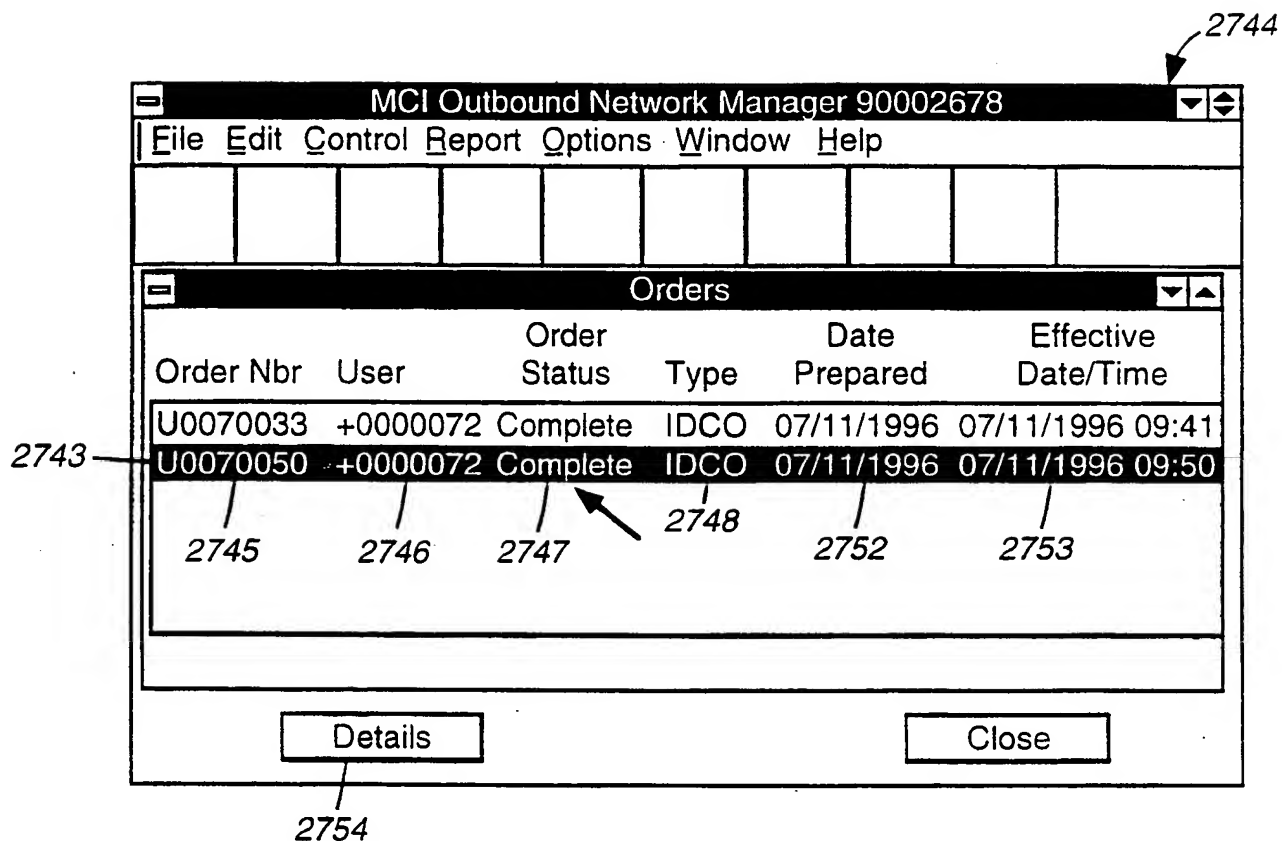 2744
MCI Outbound Network Manager 90002678
File Edit Control Report Options Window Help
Orders
Order Nbr User Order Status Type Date Prepared Effective Date/Time
U0070033 +0000072 Complete IDCO 07/11/1996 07/11/1996 09:41
2743 U0070050 +0000072 Complete IDCO 07/11/1996 07/11/1996 09:50
2745 2746 2747 2748 2752 2753
Details Close
2754